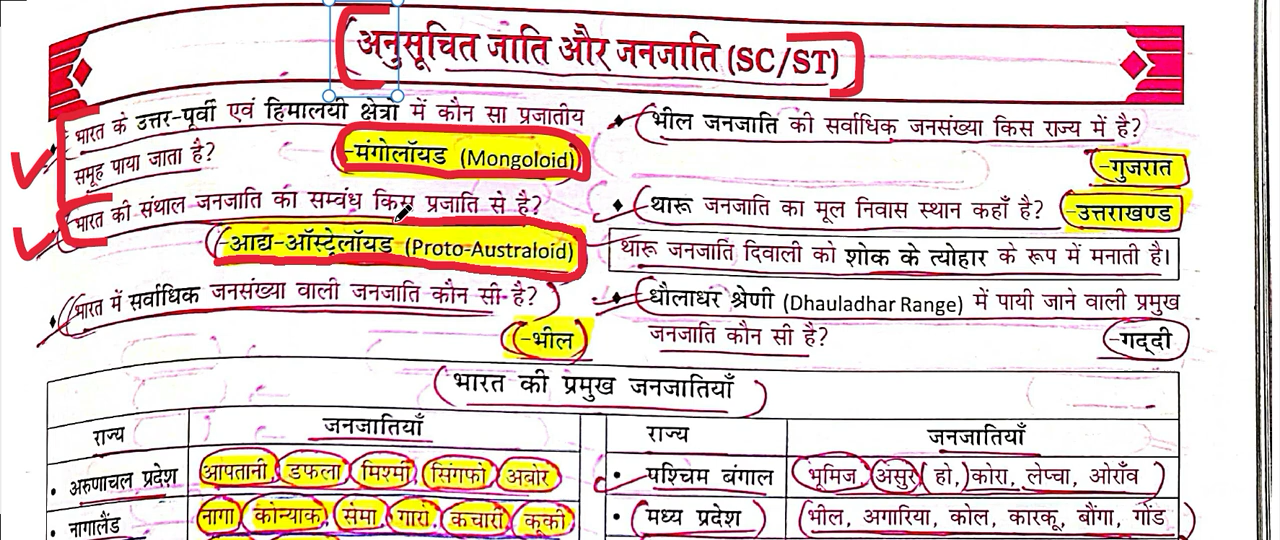 अनुसूचित जाति और जनजाति (SC/ST)
भारत के उत्तर-पूर्वी एवं हिमालयी क्षेत्रों में कौन सा प्रजातीय
समूह पाया जाता है?
-मंगोलॉयड (Mongoloid)
भारत की संथाल जनजाति का सम्बंध किस प्रजाति से है?
-आद्य-ऑस्ट्रेलॉयड (Proto-Australoid)
भारत में सर्वाधिक जनसंख्या वाली जनजाति कौन सी है?
-भील
भील जनजाति की सर्वाधिक जनसंख्या किस राज्य में है?
-गुजरात
थारू जनजाति का मूल निवास स्थान कहाँ है? -उत्तराखण्ड
थारू जनजाति दिवाली को शोक के त्योहार के रूप में मनाती है।
धौलाधर श्रेणी (Dhauladhar Range) में पायी जाने वाली प्रमुख
जनजाति कौन सी है? -गद्दी
भारत की प्रमुख जनजातियाँ
राज्य जनजातियाँ राज्य जनजातियाँ
• अरुणाचल प्रदेश आपतानी, डफला, मिश्मी, सिंगफो, अबोर • पश्चिम बंगाल भूमिज, असुर, हो, कोरा, लेप्चा, ओराँव
• नागालैंड नागा, कोन्याक, सेमा, गारो, कचारी, कूकी • मध्य प्रदेश भील, अगारिया, कोल, कारकू, बौंगा, गोंड